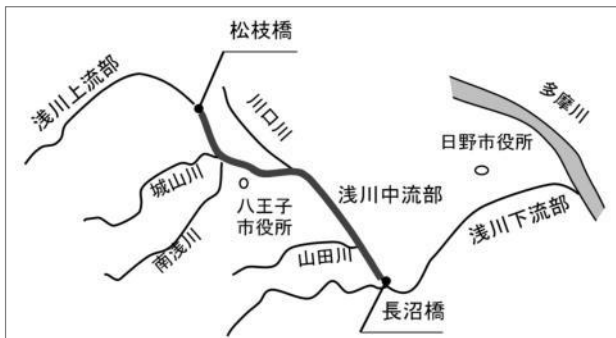 松枝橋
浅川上流部
川口川
多摩川
日野市役所
城山川
八王子
市役所
浅川中流部
浅川下流部
南浅川
山田川
長沼橋